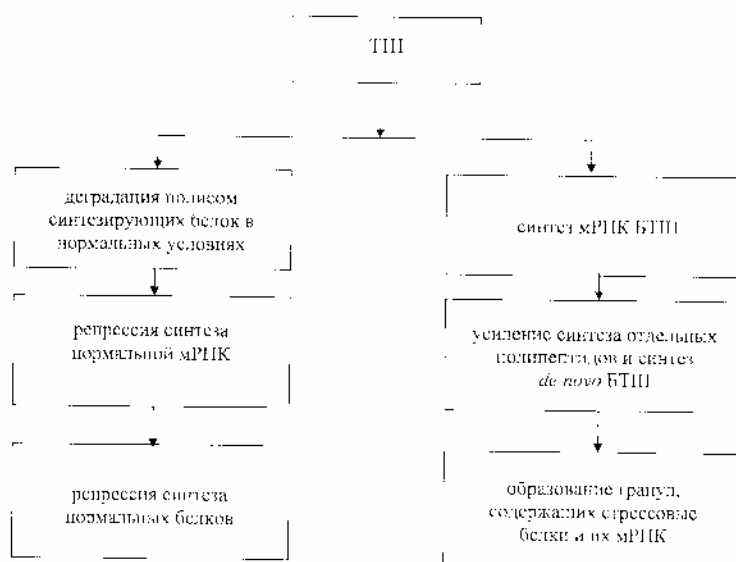 ТШ
деградация полисом
синтезирующих белок в
нормальных условиях
репрессия синтеза
нормальной мРНК
репрессия синтеза
нормальных белков
синтез мРНК БТШ
усиление синтеза отдельных
полипептидов и синтез
de novo БТШ
образование гранул,
содержащих стрессовые
белки и их мРНК